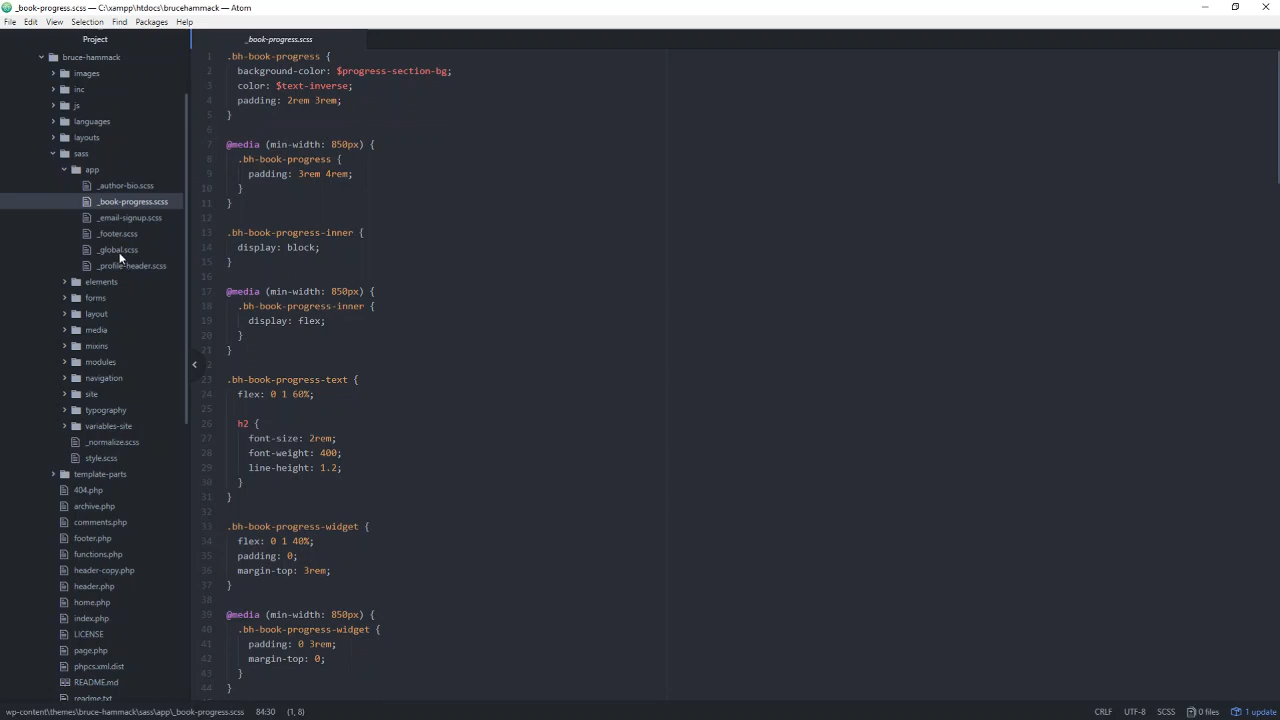 _book-progress.scss — C:\xampp\htdocs\brucehammack — Atom
File Edit View Selection Find Packages Help
Project
bruce-hammack
images
inc
js
languages
layouts
sass
app
_author-bio.scss
_book-progress.scss
_email-signup.scss
_footer.scss
_global.scss
_profile-header.scss
elements
forms
layout
media
mixins
modules
navigation
site
typography
variables-site
_normalize.scss
style.scss
template-parts
404.php
archive.php
comments.php
footer.php
functions.php
header-copy.php
header.php
home.php
index.php
LICENSE
page.php
phpcs.xml.dist
README.md
readme.txt
_book-progress.scss
1 .bh-book-progress {
2 background-color: $progress-section-bg;
3 color: $text-inverse;
4 padding: 2rem 3rem;
5 }
6
7 @media (min-width: 850px) {
8 .bh-book-progress {
9 padding: 3rem 4rem;
10 }
11 }
12
13 .bh-book-progress-inner {
14 display: block;
15 }
16
17 @media (min-width: 850px) {
18 .bh-book-progress-inner {
19 display: flex;
20 }
21 }
22
23 .bh-book-progress-text {
24 flex: 0 1 60%;
25
26 h2 {
27 font-size: 2rem;
28 font-weight: 400;
29 line-height: 1.2;
30 }
31 }
32
33 .bh-book-progress-widget {
34 flex: 0 1 40%;
35 padding: 0;
36 margin-top: 3rem;
37 }
38
39 @media (min-width: 850px) {
40 .bh-book-progress-widget {
41 padding: 0 3rem;
42 margin-top: 0;
43 }
44 }
wp-content\themes\bruce-hammack\sass\app\_book-progress.scss 84:30 (1, 8) CRLF UTF-8 SCSS 0 files 1 update